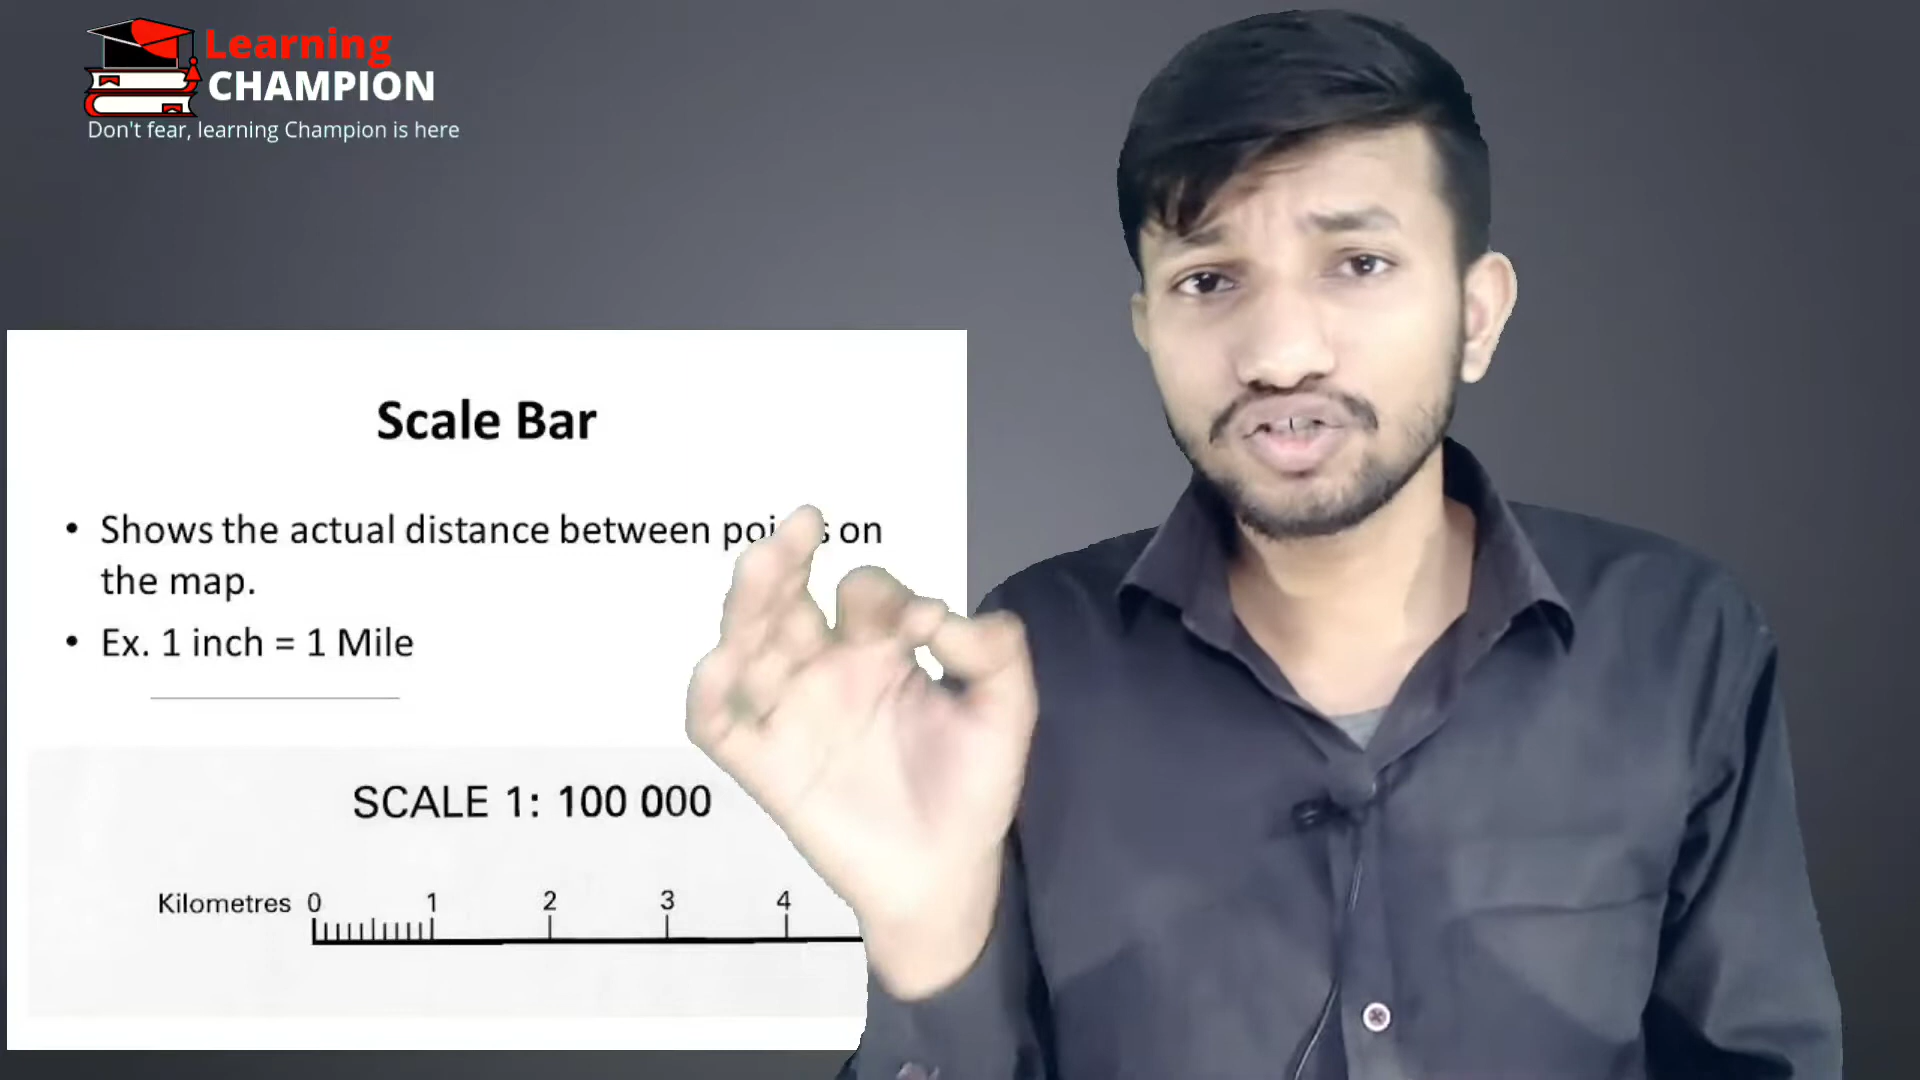 Learning
CHAMPION
Don't fear, learning Champion is here
Scale Bar
• Shows the actual distance between on
the map.
• Ex. 1 inch = 1 Mile
SCALE 1: 100 000
Kilometres 0 1 2 3 4